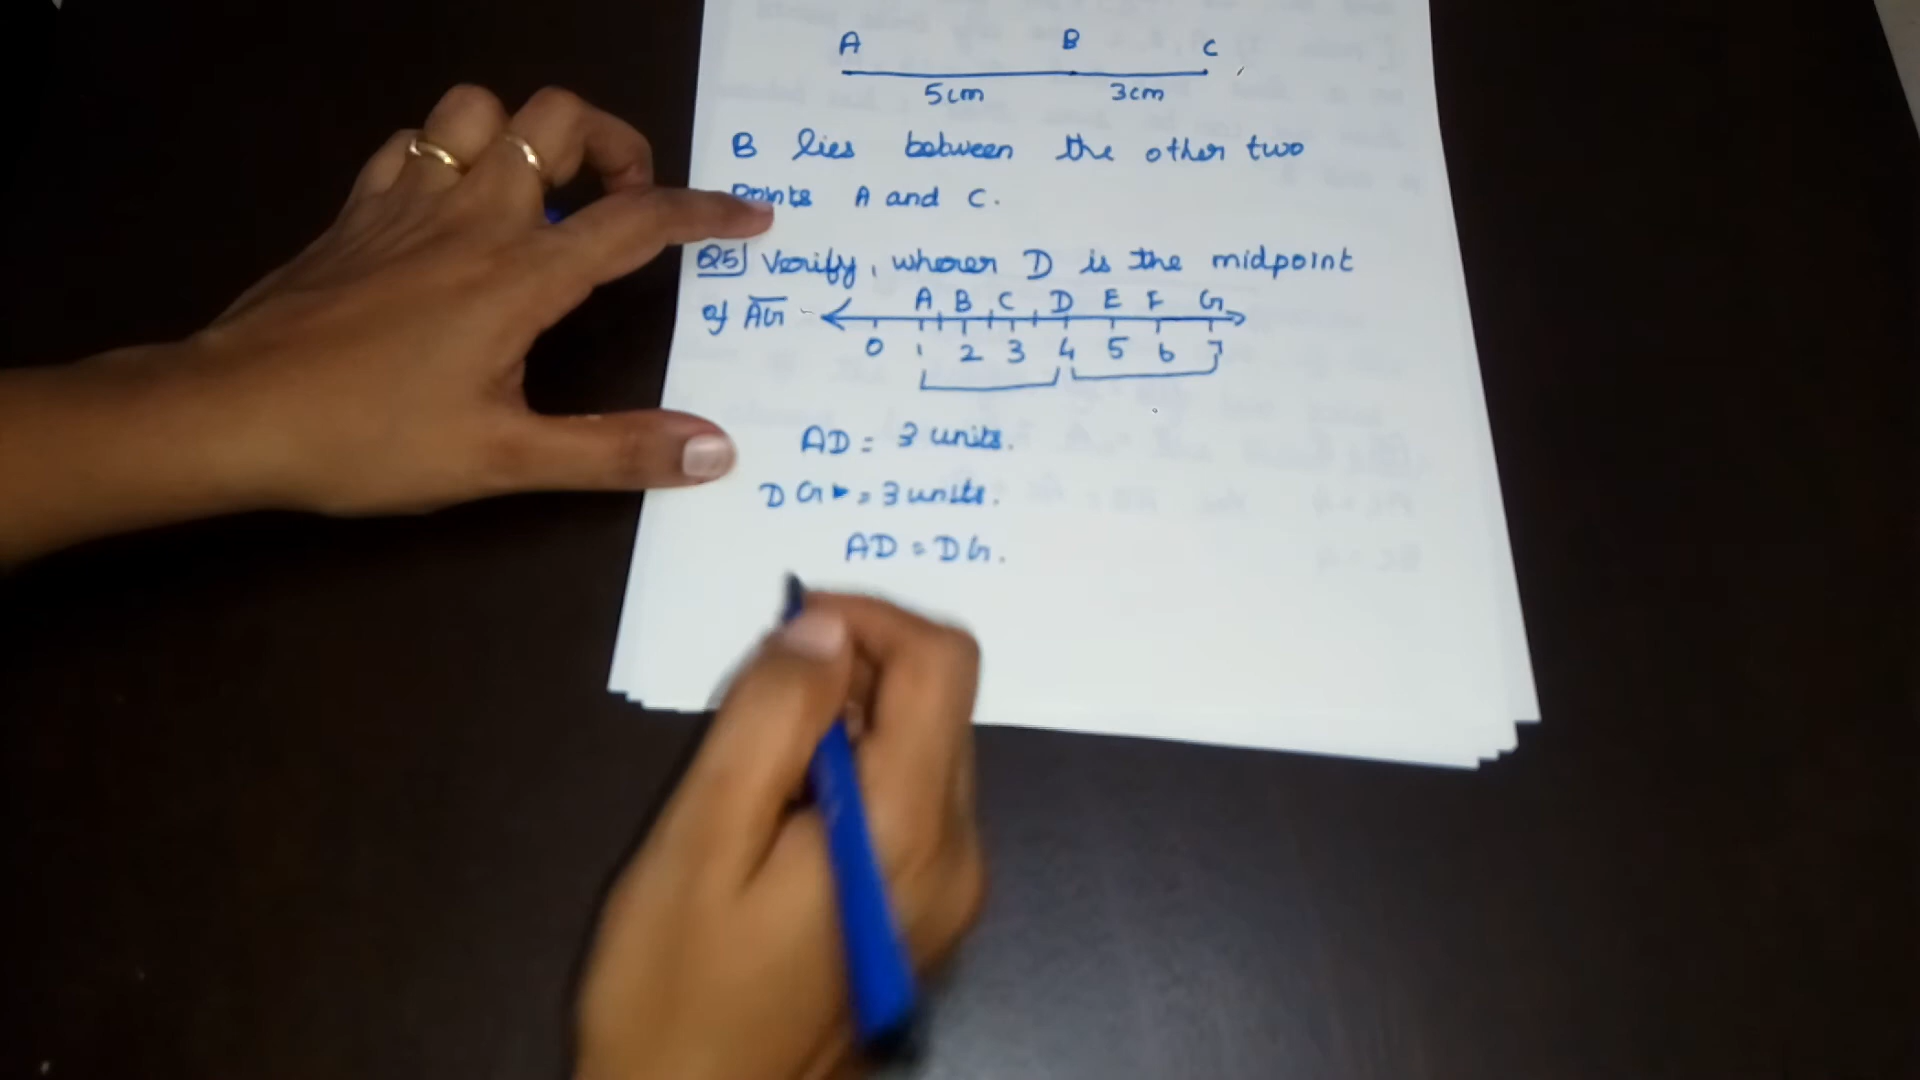 A B C
5cm 3cm
B lies between the other two
Points A and C.
Q5 Verify, wherer D is the midpoint
of AG - A B C D E F G
0 1 2 3 4 5 6 7
AD = 3 units.
DG = 3 units.
AD = DG.